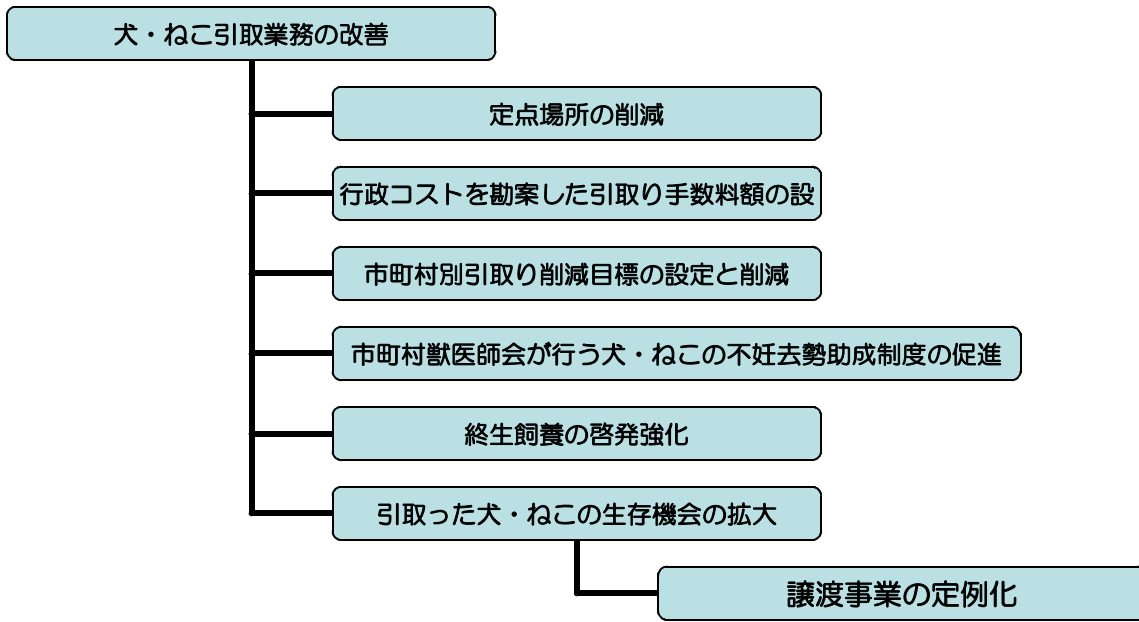 犬・ねこ引取業務の改善
定点場所の削減
行政コストを勘案した引取り手数料額の設
市町村別引取り削減目標の設定と削減
市町村獣医師会が行う犬・ねこの不妊去勢助成制度の促進
終生飼養の啓発強化
引取った犬・ねこの生存機会の拡大
譲渡事業の定例化